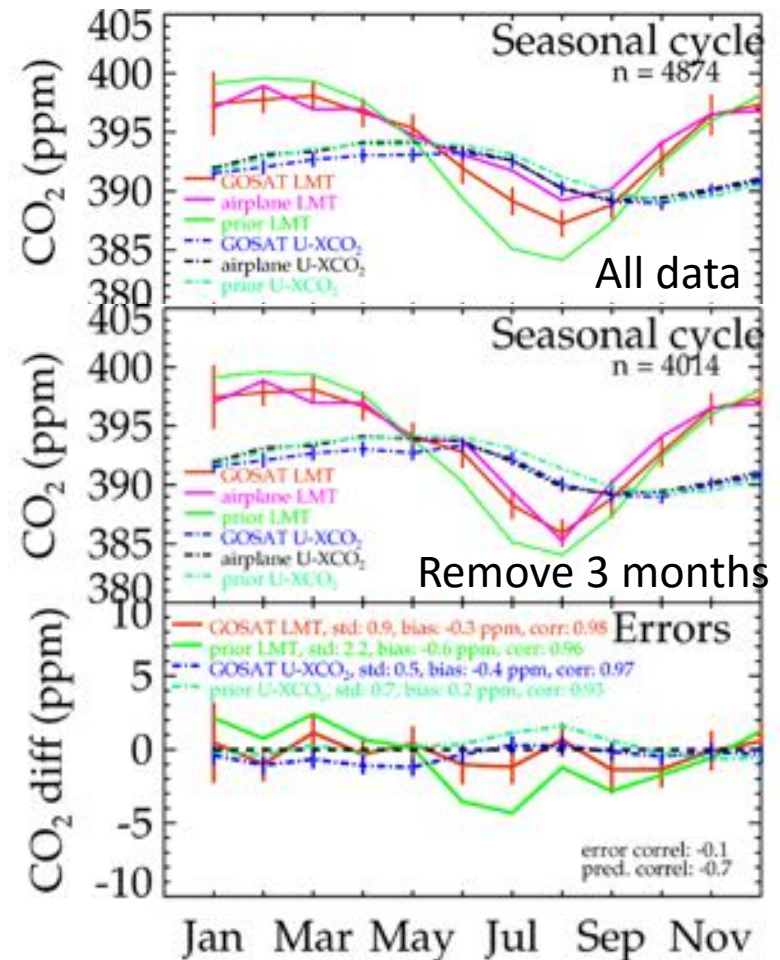 405
400
395
390
385
380
CO₂ (ppm)
Seasonal cycle
n = 4874
GOSAT LMT
airplane LMT
prior LMT
GOSAT U-XCO₂
airplane U-XCO₂
prior U-XCO₂
All data
405
400
395
390
385
380
CO₂ (ppm)
Seasonal cycle
n = 4014
GOSAT LMT
airplane LMT
prior LMT
GOSAT U-XCO₂
airplane U-XCO₂
prior U-XCO₂
Remove 3 months
10
5
0
-5
-10
CO₂ diff (ppm)
Errors
GOSAT LMT, std: 0.9, bias: -0.3 ppm, corr: 0.98
prior LMT, std: 2.2, bias: -0.6 ppm, corr: 0.96
GOSAT U-XCO₂, std: 0.5, bias: -0.4 ppm, corr: 0.97
prior U-XCO₂, std: 0.7, bias: 0.2 ppm, corr: 0.93
error correl: -0.1
pred. correl: -0.7
Jan Mar May Jul Sep Nov